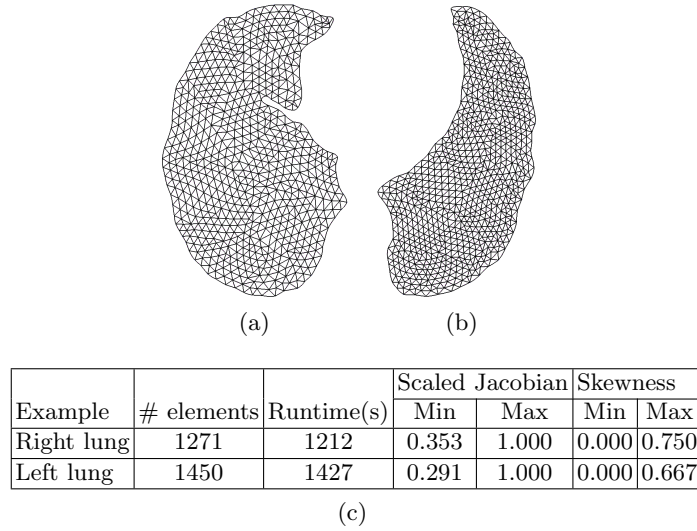 (a) (b)
Scaled Jacobian Skewness
Example # elements Runtime(s) Min Max Min Max
Right lung 1271 1212 0.353 1.000 0.000 0.750
Left lung 1450 1427 0.291 1.000 0.000 0.667
(c)